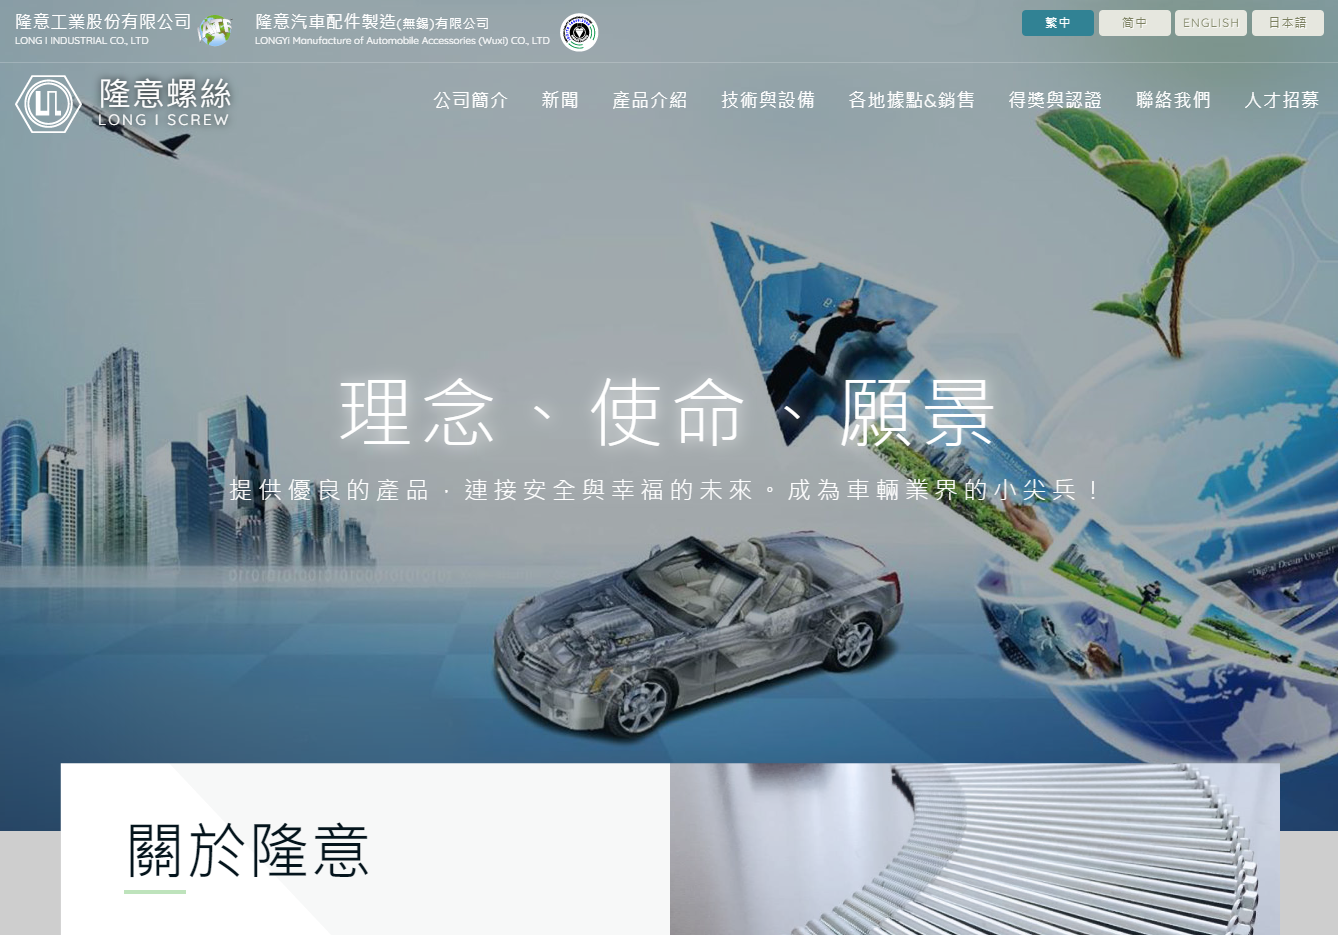 隆意工業股份有限公司
LONG I INDUSTRIAL CO., LTD
隆意汽車配件製造(無錫)有限公司
LONGYi Manufacture of Automobile Accessories (Wuxi) CO., LTD
繁中
简中
ENGLISH
日本語
隆意螺絲
LONG I SCREW
公司簡介
新聞
產品介紹
技術與設備
各地據點&銷售
得獎與認證
聯絡我們
人才招募
理念、使命、願景
提供優良的產品．連接安全與幸福的未來。成為車輛業界的小尖兵！
"Digital Dream Utopia!!"
關於隆意